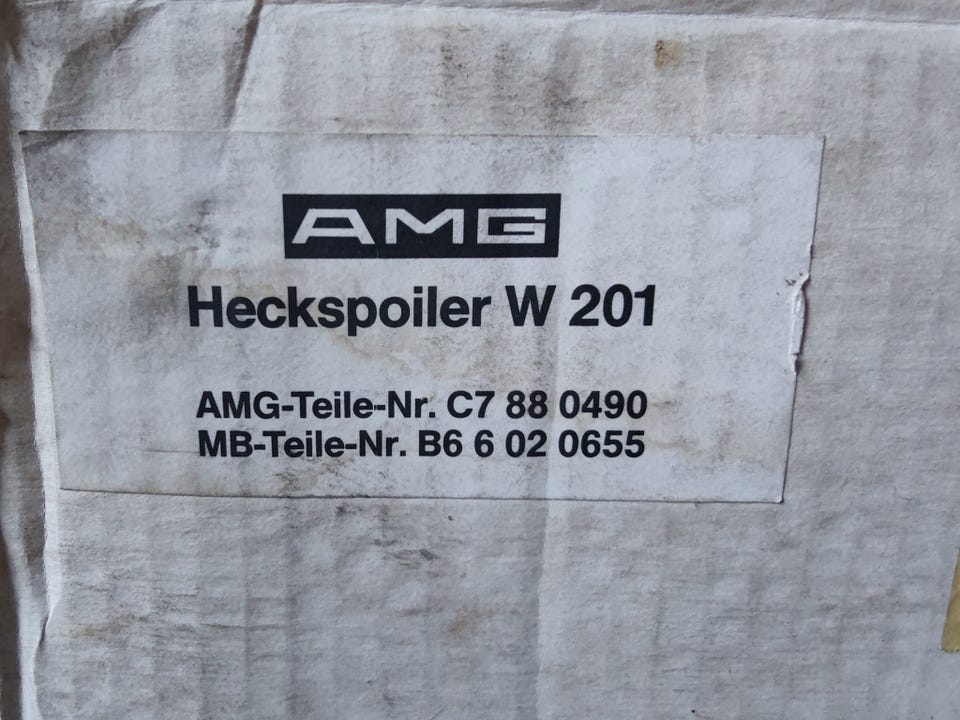 AMG
Heckspoiler W 201
AMG-Teile-Nr. C7 88 0490
MB-Teile-Nr. B6 6 02 0655